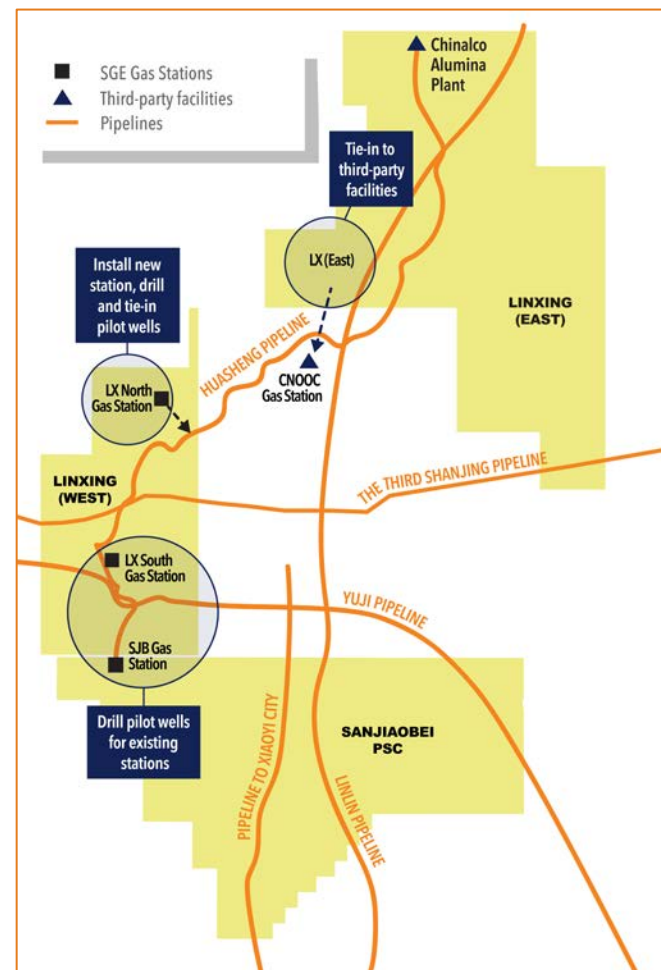 SGE Gas Stations
Third-party facilities
Pipelines
Chinalco
Alumina
Plant
Tie-in to
third-party
facilities
LX (East)
Install new
station, drill
and tie-in
pilot wells
LINXING
(EAST)
HUASHENG PIPELINE
CNOOC
Gas Station
LX North
Gas Station
LINXING
(WEST)
THE THIRD SHANJING PIPELINE
LX South
Gas Station
YUJI PIPELINE
SJB Gas
Station
Drill pilot wells
for existing
stations
SANJIAOBEI
PSC
PIPELINE TO XIAOYI CITY
LINLIN PIPELINE